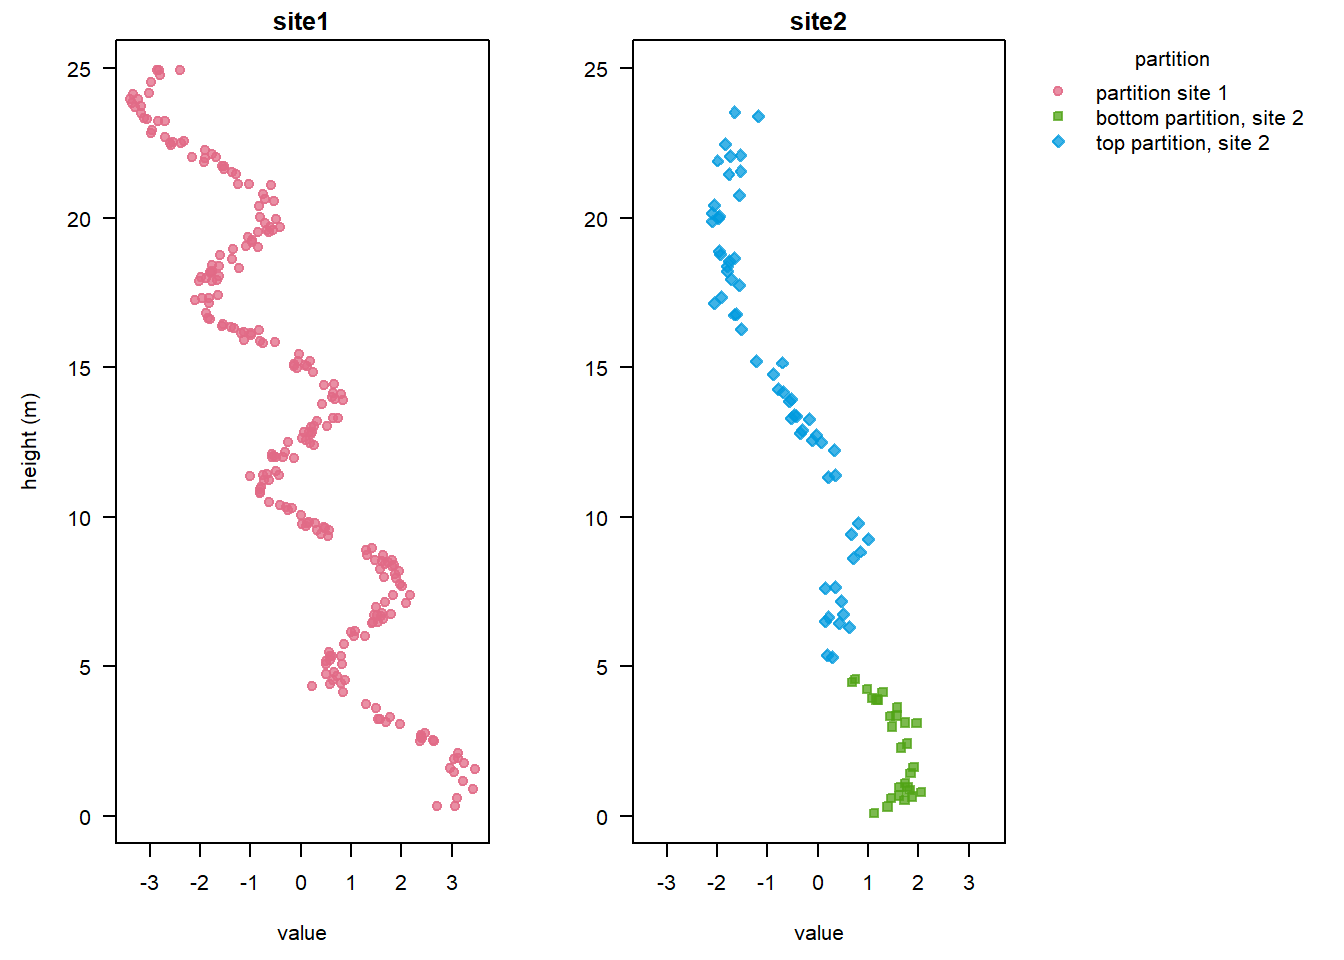 site1
site2
partition
partition site 1
bottom partition, site 2
top partition, site 2
height (m)
25
20
15
10
5
0
-3 -2 -1 0 1 2 3
value
25
20
15
10
5
0
-3 -2 -1 0 1 2 3
value